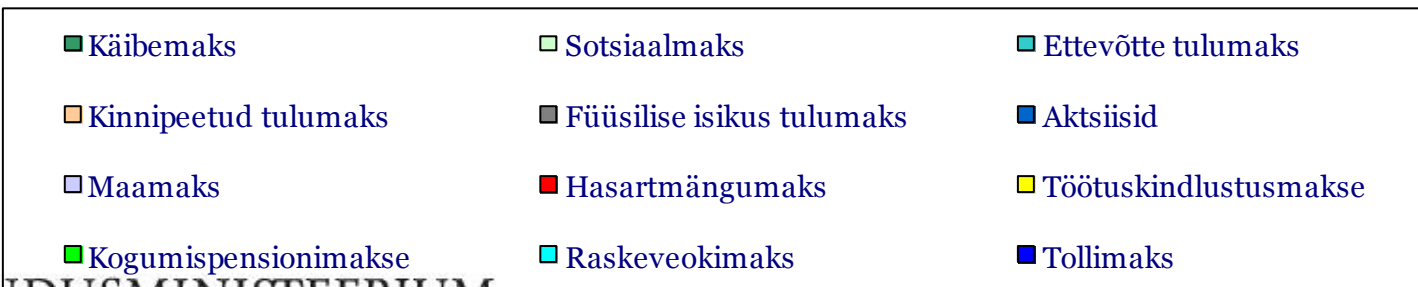 Käibemaks Sotsiaalmaks Ettevõtte tulumaks
Kinnipeetud tulumaks Füüsilise isikus tulumaks Aktsiisid
Maamaks Hasartmängumaks Töötuskindlustusmakse
Kogumispensionimakse Raskeveokimaks Tollimaks